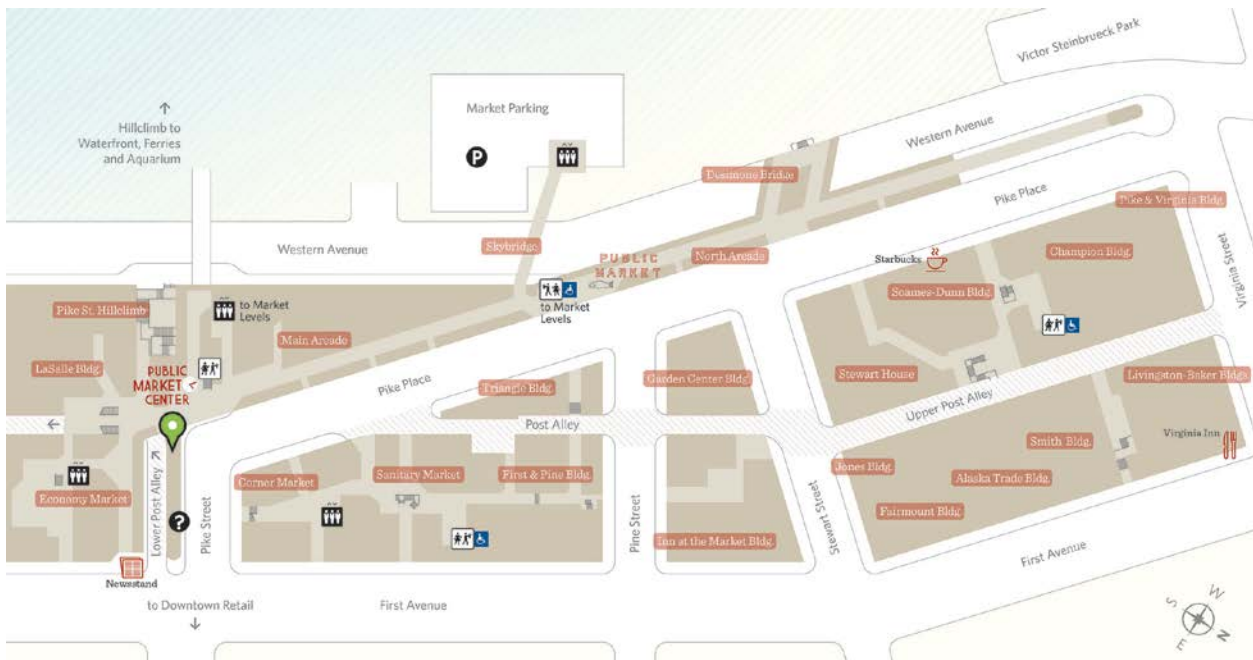 Victor Steinbrueck Park
Market Parking
P
Hillclimb to
Waterfront, Ferries
and Aquarium
Western Avenue
Desmone Bridge
Pike Place
Pike & Virginia Bldg.
Skybridge
Western Avenue
PUBLIC
MARKET
North Arcade
Starbucks
Champion Bldg.
Virginia Street
Soames-Dunn Bldg.
Pike St. Hillclimb
to Market
Levels
to Market
Levels
Main Arcade
LaSalle Bldg.
PUBLIC
MARKET
CENTER
Pike Place
Triangle Bldg.
Garden Center Bldg.
Stewart House
Livingston-Baker Bldgs.
Upper Post Alley
Post Alley
Virginia Inn
Smith Bldg.
Jones Bldg.
Alaska Trade Bldg.
Economy Market
Corner Market
Sanitary Market
First & Pine Bldg.
Fairmount Bldg.
Lower Post Alley
?
Pike Street
Pine Street
Stewart Street
Inn at the Market Bldg.
First Avenue
Newsstand
to Downtown Retail
First Avenue
S
W
E
N